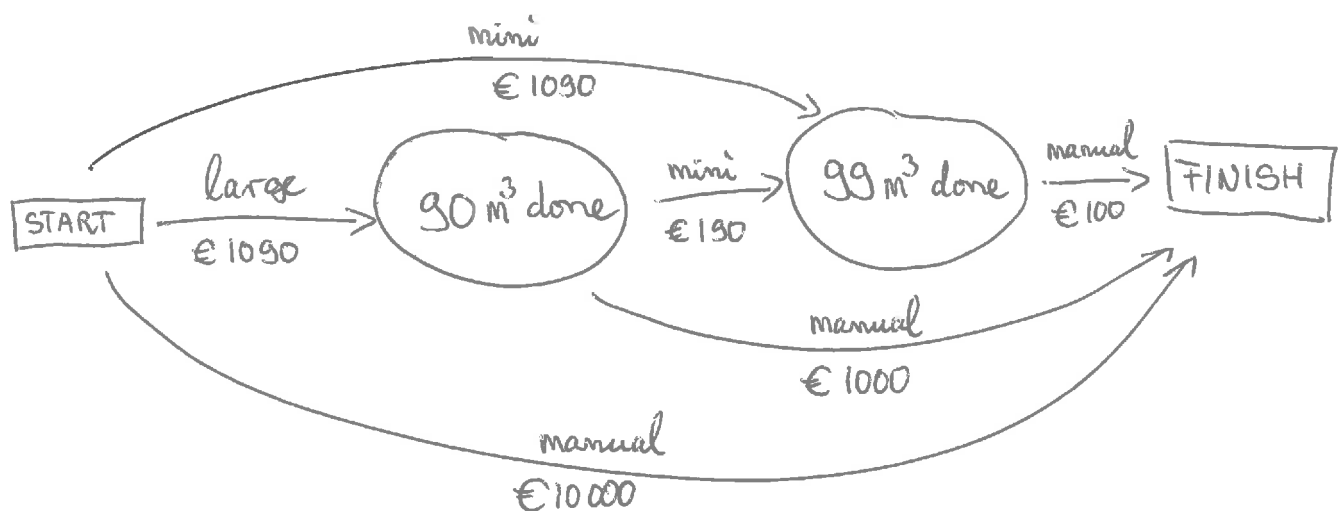 mini
€ 1090
large
90 m³ done
mini
99 m³ done
manual
FINISH
START
€ 1090
€ 190
€ 100
manual
€ 1000
manual
€ 10 000